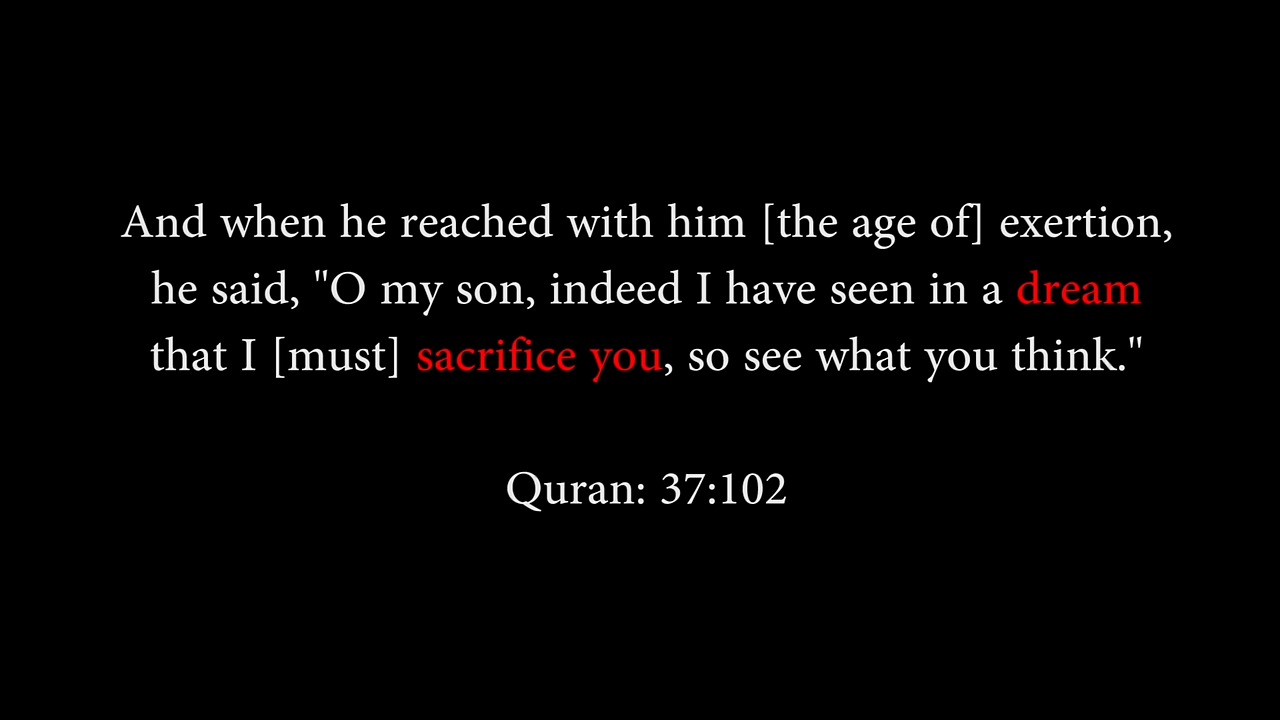 And when he reached with him [the age of] exertion,
he said, "O my son, indeed I have seen in a dream
that I [must] sacrifice you, so see what you think."
Quran: 37:102